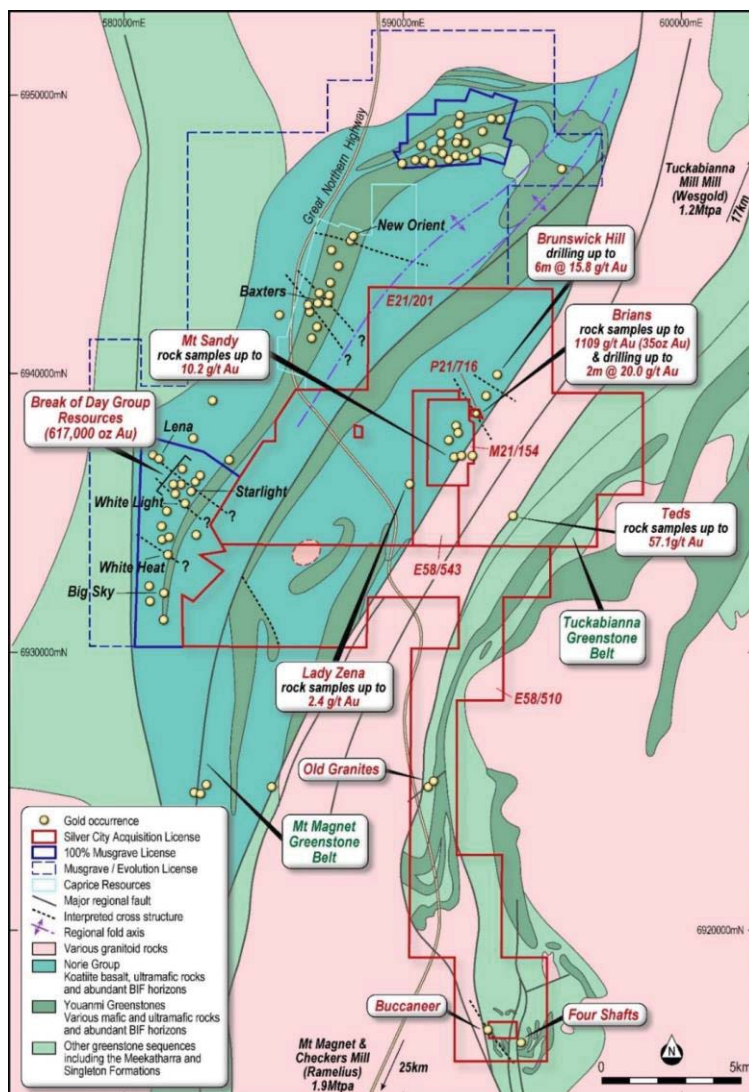 580000mE
590000mE
600000mE
6950000mN
Great Northern Highway
Tuckabianna
Mill Mill
(Wesgold)
1.2Mtpa
17km
New Orient
Brunswick Hill
drilling up to
6m @ 15.8 g/t Au
Baxters
E21/201
?
?
Mt Sandy
rock samples up to
10.2 g/t Au
Brians
rock samples up to
1109 g/t Au (35oz Au)
& drilling up to
2m @ 20.0 g/t Au
6940000mN
P21/716
Break of Day Group
Resources
(617,000 oz Au)
Lena
M21/154
Starlight
White Light
?
?
Teds
rock samples up to
57.1g/t Au
White Heat
?
E58/543
Big Sky
Tuckabianna
Greenstone
Belt
6930000mN
Lady Zena
rock samples up to
2.4 g/t Au
E58/510
Old Granites
Mt Magnet
Greenstone
Belt
Gold occurrence
Silver City Acquisition License
100% Musgrave License
Musgrave / Evolution License
Caprice Resources
Major regional fault
Interpreted cross structure
Regional fold axis
Various granitoid rocks
Norie Group
Koatiite basalt, ultramafic rocks
and abundant BIF horizons
Youanmi Greenstones
Various mafic and ultramafic rocks
and abundant BIF horizons
Other greenstone sequences
including the Meekatharra and
Singleton Formations
6920000mN
Buccaneer
Four Shafts
Mt Magnet &
Checkers Mill
(Ramelius)
1.9Mtpa
25km
N
0
5km